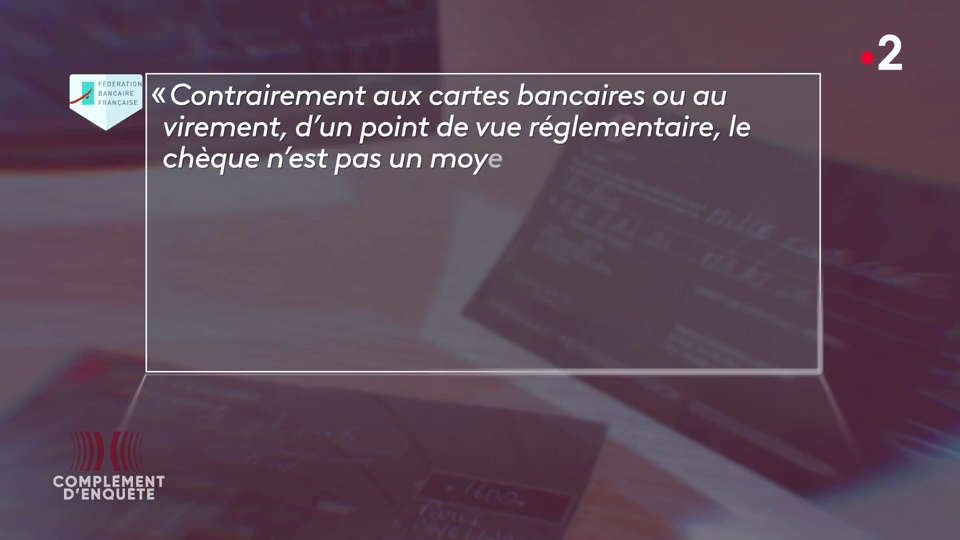 2
FÉDÉRATION
BANCAIRE
FRANÇAISE
« Contrairement aux cartes bancaires ou au
virement, d’un point de vue réglementaire, le
chèque n’est pas un moye
COMPLÉMENT
D’ENQUÊTE